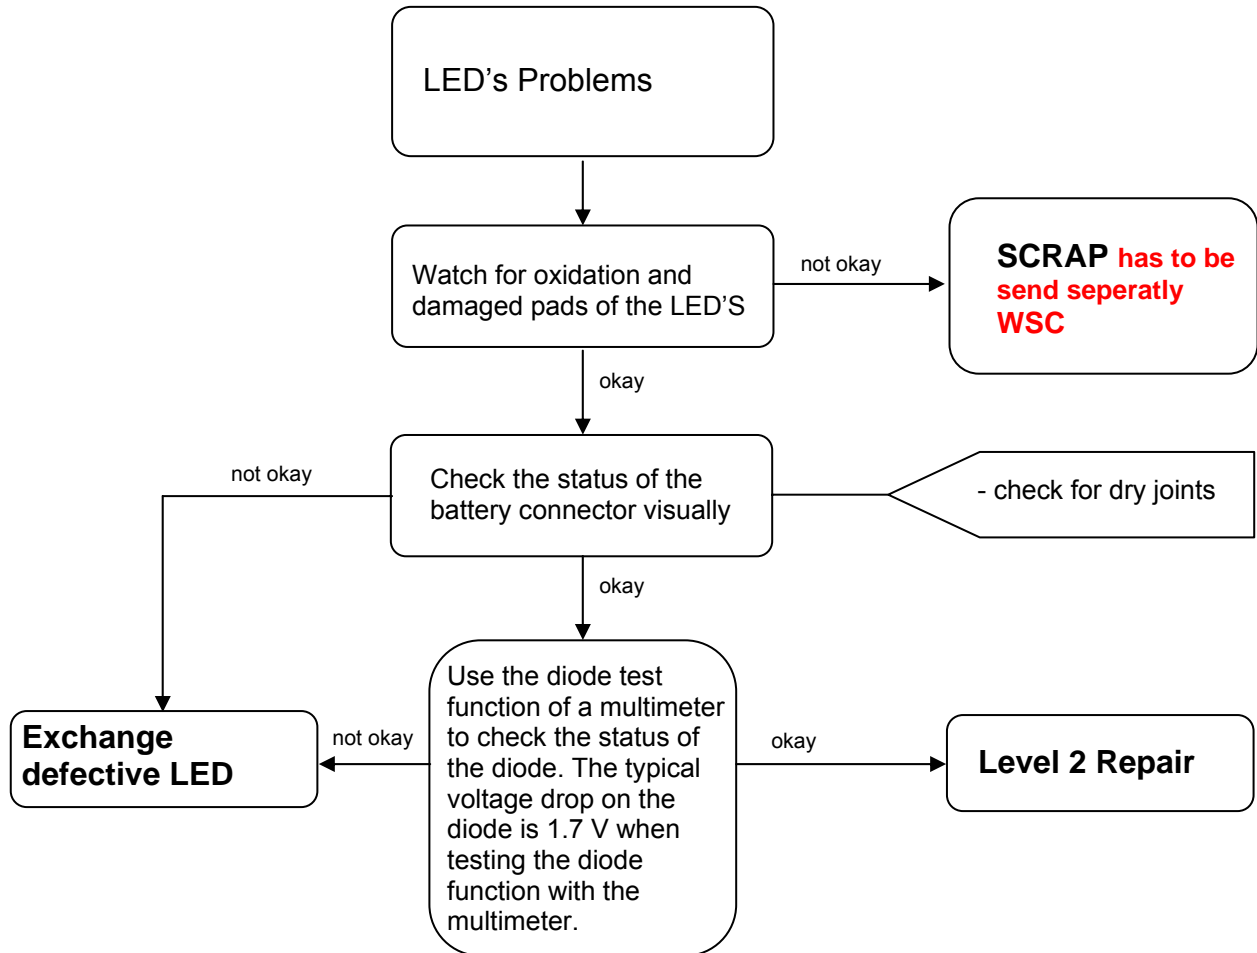 LED’s Problems
Watch for oxidation and
damaged pads of the LED’S
not okay
SCRAP has to be
send seperatly
WSC
okay
Check the status of the
battery connector visually
not okay
- check for dry joints
okay
Use the diode test
function of a multimeter
to check the status of
the diode. The typical
voltage drop on the
diode is 1.7 V when
testing the diode
function with the
multimeter.
not okay
Exchange
defective LED
okay
Level 2 Repair